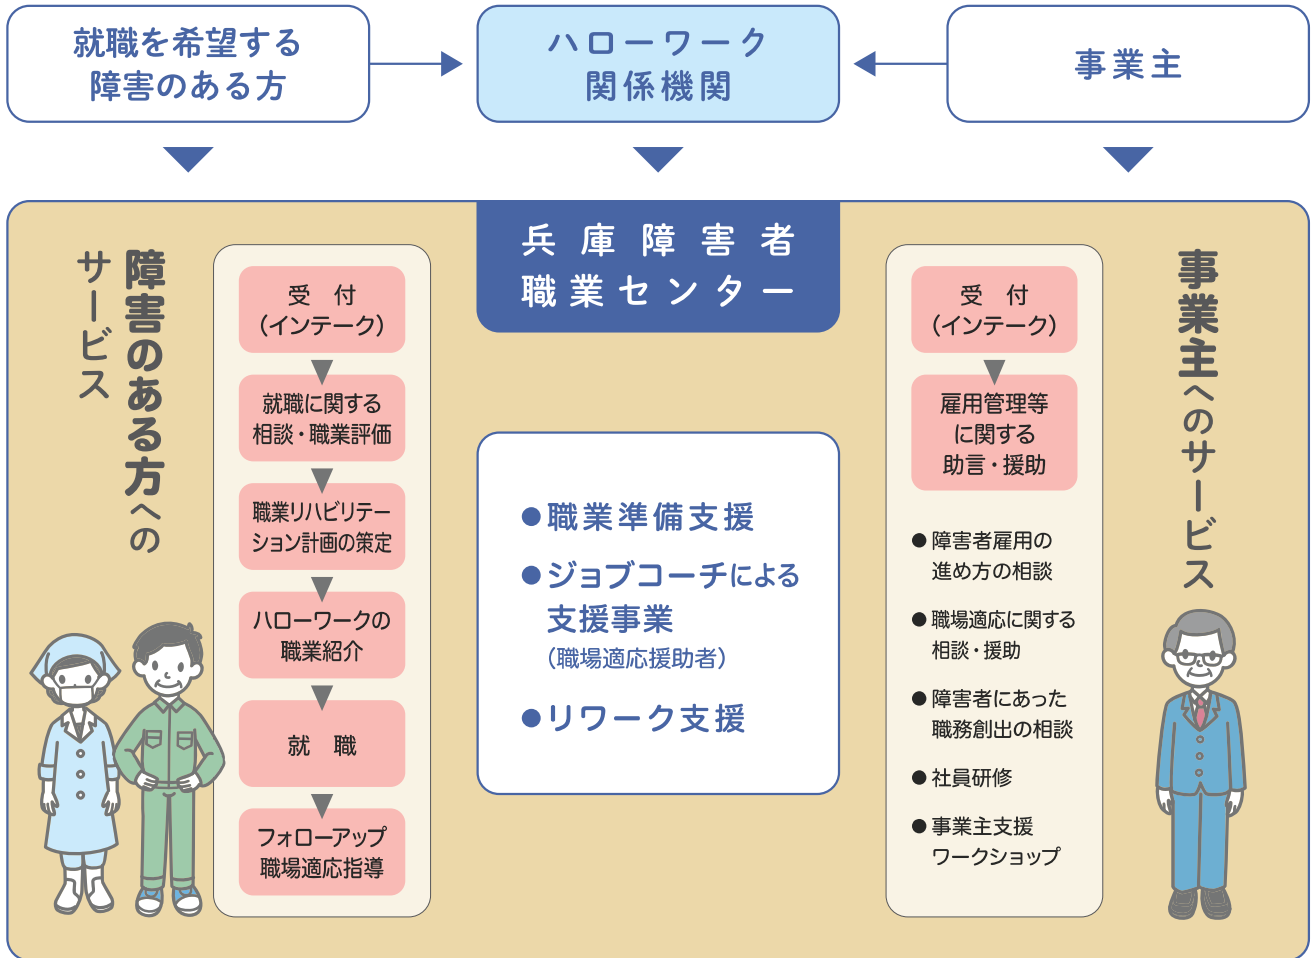 就職を希望する
障害のある方
ハローワーク
関係機関
事業主
兵庫障害者
職業センター
障害のある方への
サービス
受　付
（インテーク）
就職に関する
相談・職業評価
職業リハビリテー
ション計画の策定
ハローワークの
職業紹介
就　職
フォローアップ
職場適応指導
●職業準備支援
●ジョブコーチによる
支援事業
（職場適応援助者）
●リワーク支援
事業主へのサービス
受　付
（インテーク）
雇用管理等
に関する
助言・援助
●障害者雇用の
進め方の相談
●職場適応に関する
相談・援助
●障害者にあった
職務創出の相談
●社員研修
●事業主支援
ワークショップ